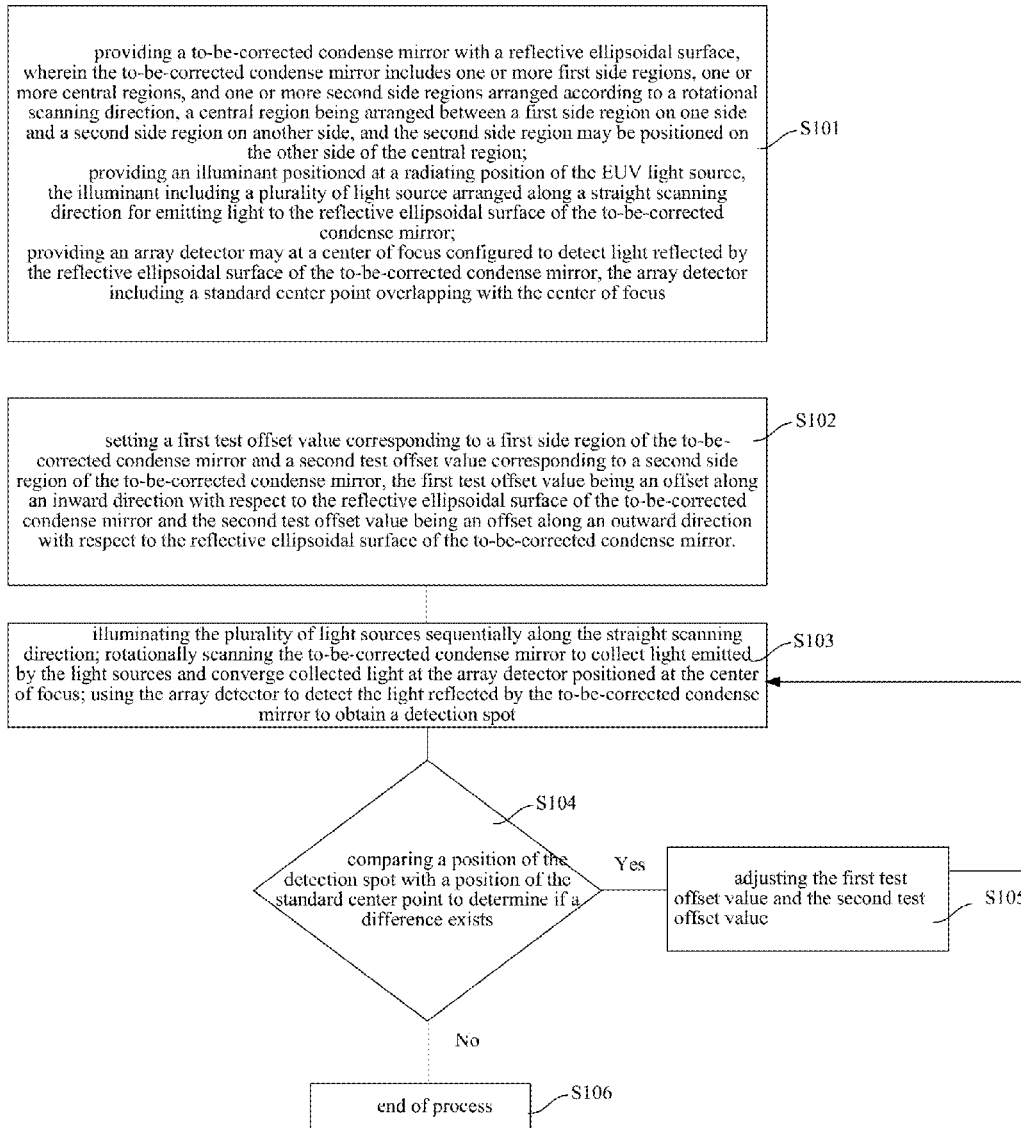 providing a to-be-corrected condense mirror with a reflective ellipsoidal surface,
wherein the to-be-corrected condense mirror includes one or more first side regions, one or
more central regions, and one or more second side regions arranged according to a rotational
scanning direction, a central region being arranged between a first side region on one side
and a second side region on another side, and the second side region may be positioned on
the other side of the central region;
S101
providing an illuminant positioned at a radiating position of the EUV light source,
the illuminant including a plurality of light source arranged along a straight scanning
direction for emitting light to the reflective ellipsoidal surface of the to-be-corrected
condense mirror;
providing an array detector may at a center of focus configured to detect light reflected by
the reflective ellipsoidal surface of the to-be-corrected condense mirror, the array detector
including a standard center point overlapping with the center of focus
S102
setting a first test offset value corresponding to a first side region of the to-be-
corrected condense mirror and a second test offset value corresponding to a second side
region of the to-be-corrected condense mirror, the first test offset value being an offset along
an inward direction with respect to the reflective ellipsoidal surface of the to-be-corrected
condense mirror and the second test offset value being an offset along an outward direction
with respect to the reflective ellipsoidal surface of the to-be-corrected condense mirror.
illuminating the plurality of light sources sequentially along the straight scanning
direction; rotationally scanning the to-be-corrected condense mirror to collect light emitted
by the light sources and converge collected light at the array detector positioned at the center
of focus; using the array detector to detect the light reflected by the to-be-corrected condense
mirror to obtain a detection spot
S103
S104
comparing a position of the
detection spot with a position of the
standard center point to determine if a
difference exists
Yes
adjusting the first test
offset value and the second test
offset value
S105
No
end of process
S106